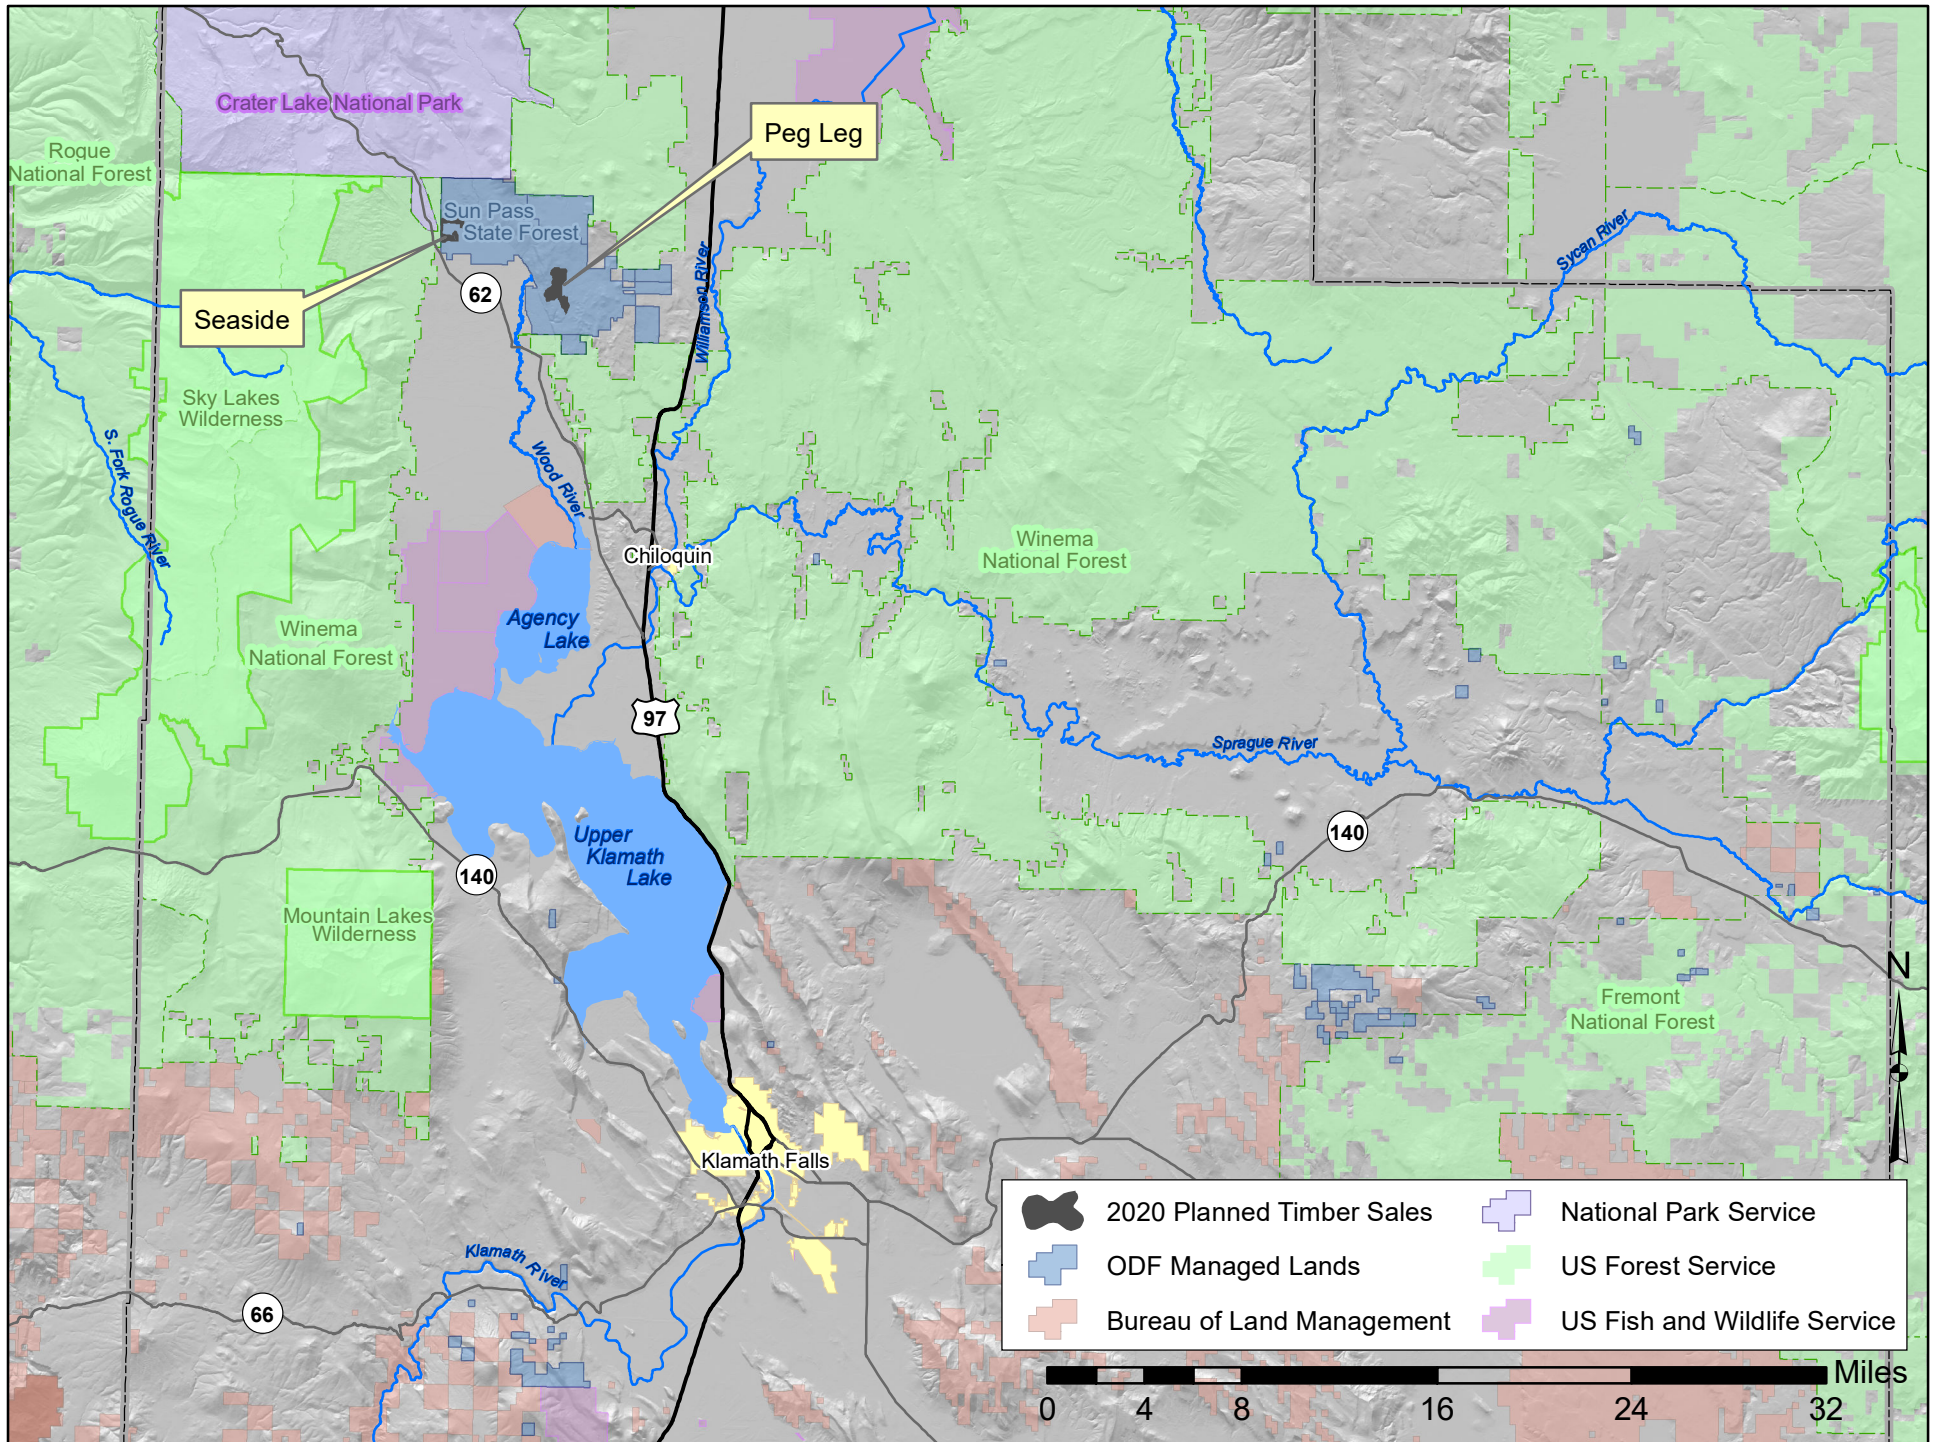 Crater Lake National Park
Peg Leg
Rogue
National Forest
Sun Pass
State Forest
Sycan River
Williamson River
62
Seaside
Sky Lakes
Wilderness
S. Fork Rogue River
Wood River
Chiloquin
Winema
National Forest
Agency
Lake
Winema
National Forest
97
Sprague River
Upper
Klamath
Lake
140
140
Mountain Lakes
Wilderness
N
Fremont
National Forest
Klamath Falls
Klamath River
66
2020 Planned Timber Sales
ODF Managed Lands
Bureau of Land Management
National Park Service
US Forest Service
US Fish and Wildlife Service
Miles
0 4 8 16 24 32